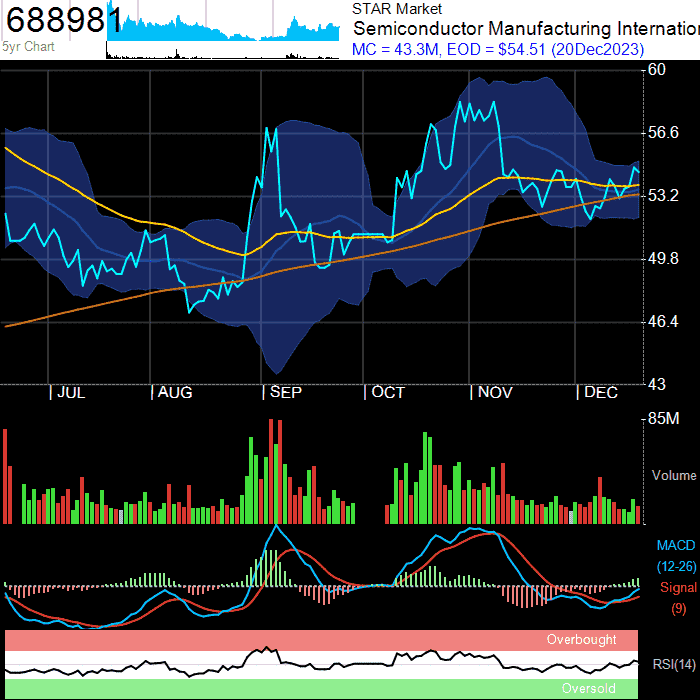 688981
5yr Chart
STAR Market
Semiconductor Manufacturing Internatio
MC = 43.3M, EOD = $54.51 (20Dec2023)
60
56.6
53.2
49.8
46.4
43
| JUL | AUG | SEP | OCT | NOV | DEC
85M
Volume
MACD
(12-26)
Signal
(9)
Overbought
RSI(14)
Oversold